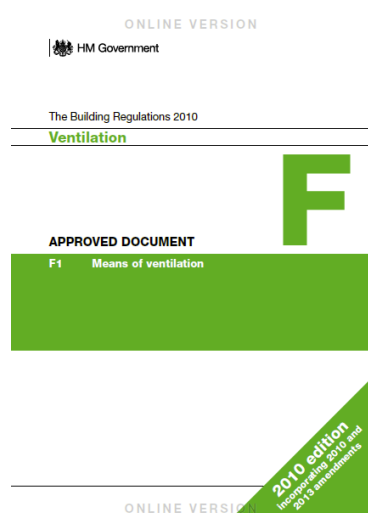 ONLINE VERSION
HM Government
The Building Regulations 2010
Ventilation
F
APPROVED DOCUMENT
F1 Means of ventilation
2010 edition
incorporating 2010 and
2013 amendments
ONLINE VERSION